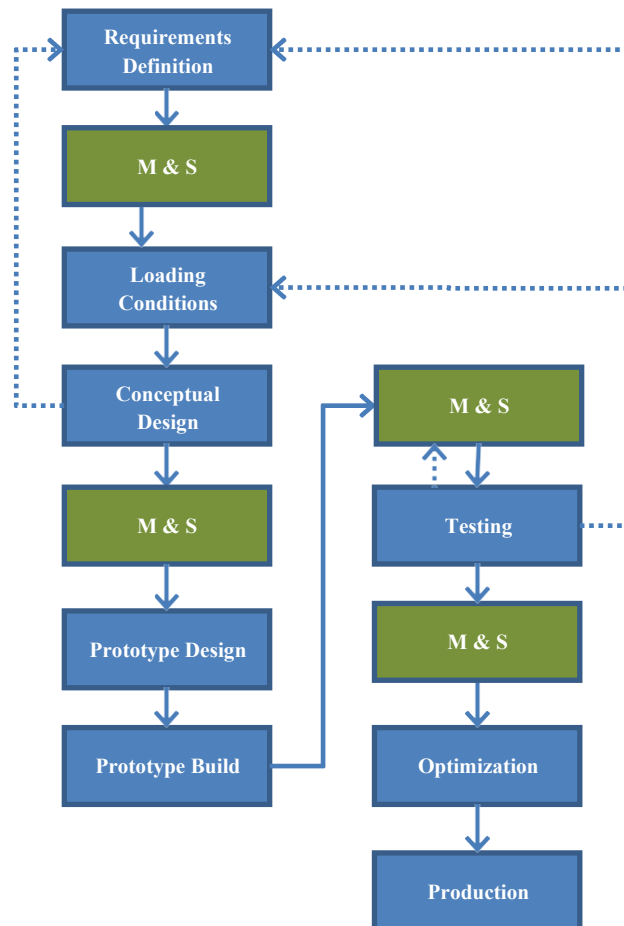 Requirements
Definition
M & S
Loading
Conditions
Conceptual
Design
M & S
Prototype Design
Prototype Build
M & S
Testing
M & S
Optimization
Production